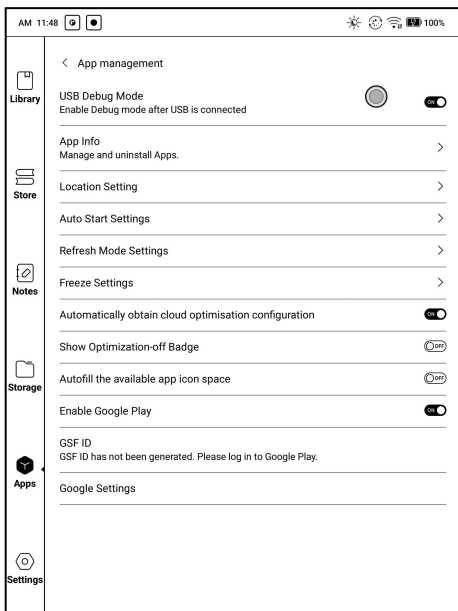 AM 11:48
100%
App management
Library
USB Debug Mode
Enable Debug mode after USB is connected
ON
App Info
Manage and uninstall Apps.
Location Setting
Store
Auto Start Settings
Refresh Mode Settings
Freeze Settings
Notes
Automatically obtain cloud optimisation configuration
ON
Show Optimization-off Badge
OFF
Autofill the available app icon space
OFF
Storage
Enable Google Play
ON
GSF ID
GSF ID has not been generated. Please log in to Google Play.
Apps
Google Settings
Settings